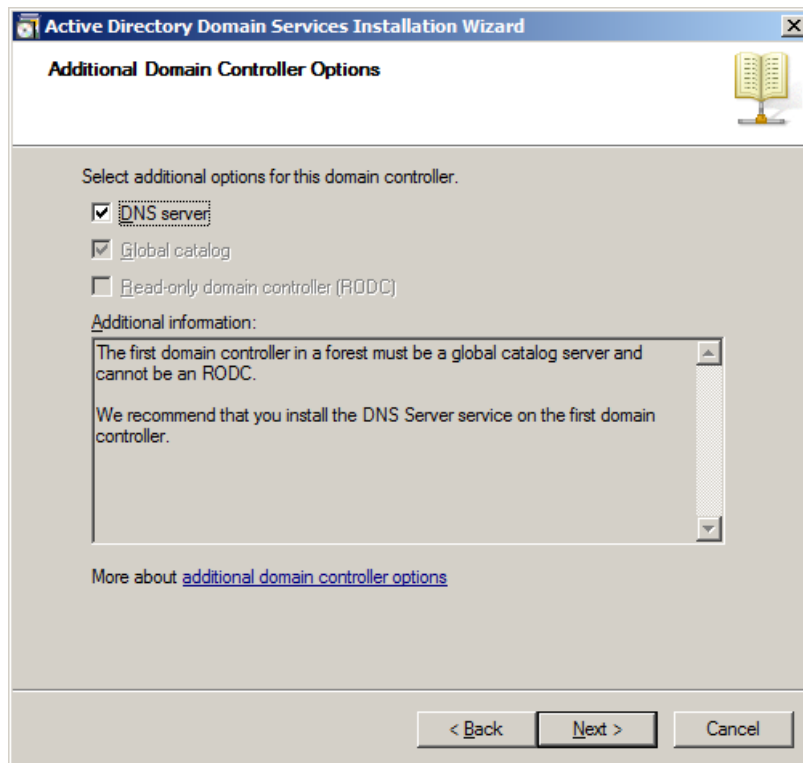 Active Directory Domain Services Installation Wizard
Additional Domain Controller Options
Select additional options for this domain controller.
DNS server
Global catalog
Read-only domain controller (RODC)
Additional information:
The first domain controller in a forest must be a global catalog server and
cannot be an RODC.
We recommend that you install the DNS Server service on the first domain
controller.
More about additional domain controller options
< Back
Next >
Cancel